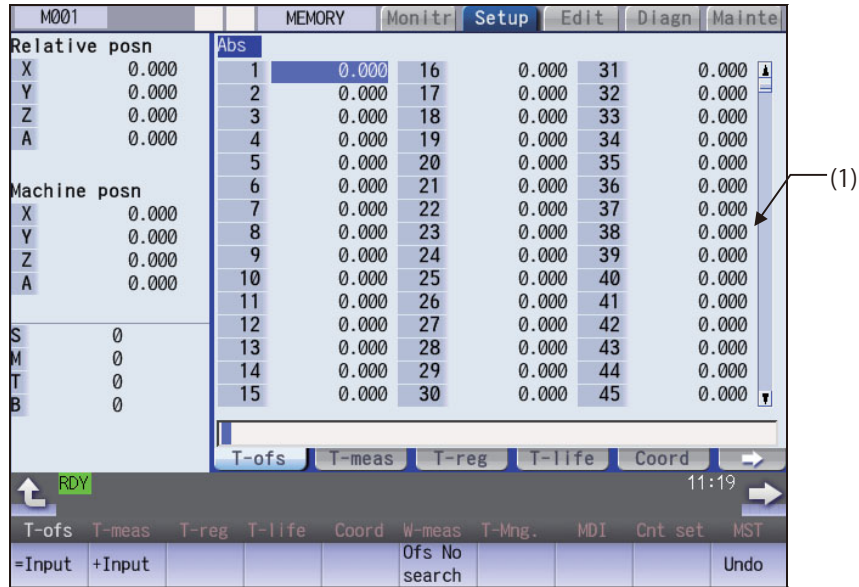 M001 MEMORY Monitr Setup Edit Diagn Mainte
Relative posn
X 0.000
Y 0.000
Z 0.000
A 0.000
Machine posn
X 0.000
Y 0.000
Z 0.000
A 0.000
S 0
M 0
T 0
B 0
Abs
1 0.000 16 0.000 31 0.000
2 0.000 17 0.000 32 0.000
3 0.000 18 0.000 33 0.000
4 0.000 19 0.000 34 0.000
5 0.000 20 0.000 35 0.000
6 0.000 21 0.000 36 0.000
7 0.000 22 0.000 37 0.000
8 0.000 23 0.000 38 0.000
9 0.000 24 0.000 39 0.000
10 0.000 25 0.000 40 0.000
11 0.000 26 0.000 41 0.000
12 0.000 27 0.000 42 0.000
13 0.000 28 0.000 43 0.000
14 0.000 29 0.000 44 0.000
15 0.000 30 0.000 45 0.000
(1)
T-ofs T-meas T-reg T-life Coord
RDY 11:19
T-ofs T-meas T-reg T-life Coord W-meas T-Mng. MDI Cnt set MST
=Input +Input Ofs No search Undo